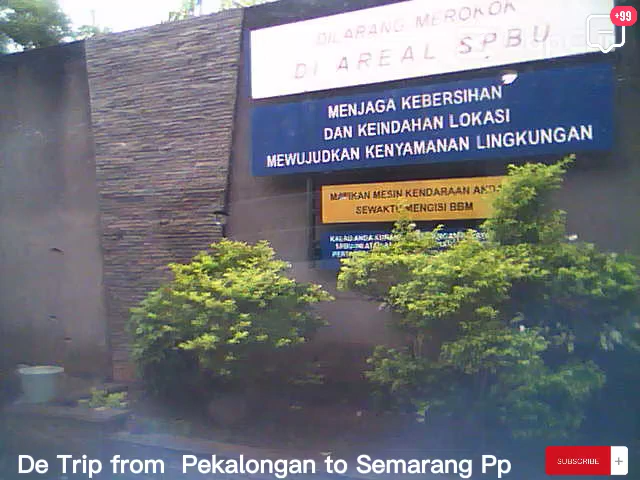 +99
DILARANG MEROKOK
DI AREAL SPBU
MENJAGA KEBERSIHAN
DAN KEINDAHAN LOKASI
MEWUJUDKAN KENYAMANAN LINGKUNGAN
MATIKAN MESIN KENDARAAN
SEWAKTU MENGISI BBM
De Trip from Pekalongan to Semarang Pp
SUBSCRIBE +